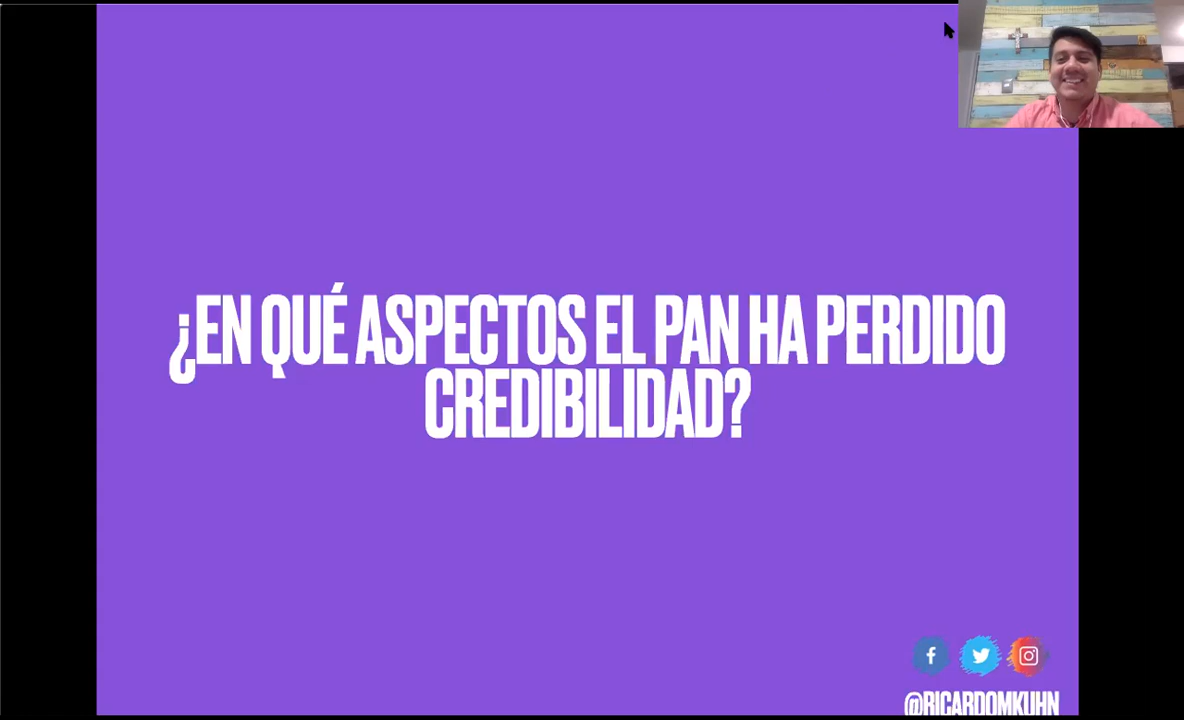 ¿EN QUÉ ASPECTOS EL PAN HA PERDIDO
CREDIBILIDAD?
@RICARDOMKUHN